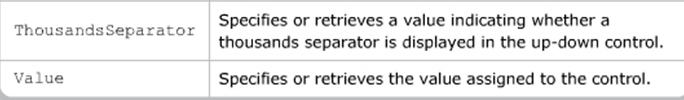 ThousandsSeparator
Specifies or retrieves a value indicating whether a
thousands separator is displayed in the up-down control.
Value
Specifies or retrieves the value assigned to the control.